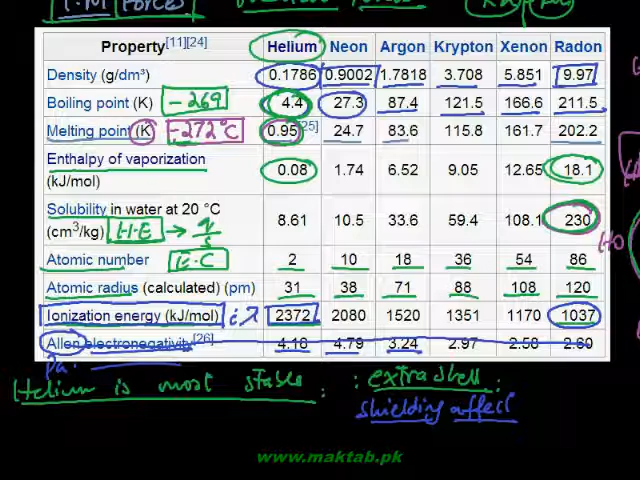 I.M Forces
Property[11][24] Helium Neon Argon Krypton Xenon Radon
Density (g/dm³) 0.1786 0.9002 1.7818 3.708 5.851 9.97
Boiling point (K) -269 4.4 27.3 87.4 121.5 166.6 211.5
Melting point (K) -272°C 0.95[25] 24.7 83.6 115.8 161.7 202.2
Enthalpy of vaporization
(kJ/mol) 0.08 1.74 6.52 9.05 12.65 18.1
Solubility in water at 20 °C
(cm³/kg) H.E → q/s 8.61 10.5 33.6 59.4 108.1 230
Atomic number E.C 2 10 18 36 54 86
Atomic radius (calculated) (pm) 31 38 71 88 108 120
Ionization energy (kJ/mol) 2372 2080 1520 1351 1170 1037
Allen electronegativity[26] 4.16 4.79 3.24 2.97 2.58 2.60
Helium is most stable : : extra shell :
shielding affect
www.maktab.pk